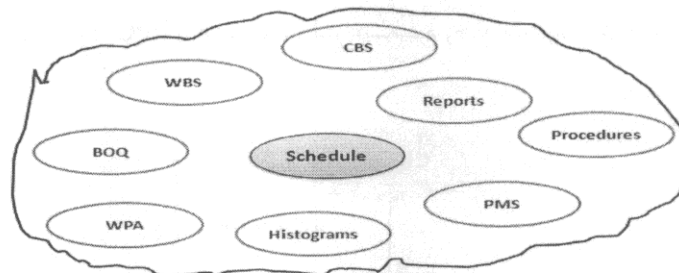 CBS
WBS
Reports
Procedures
BOQ
Schedule
PMS
WPA
Histograms